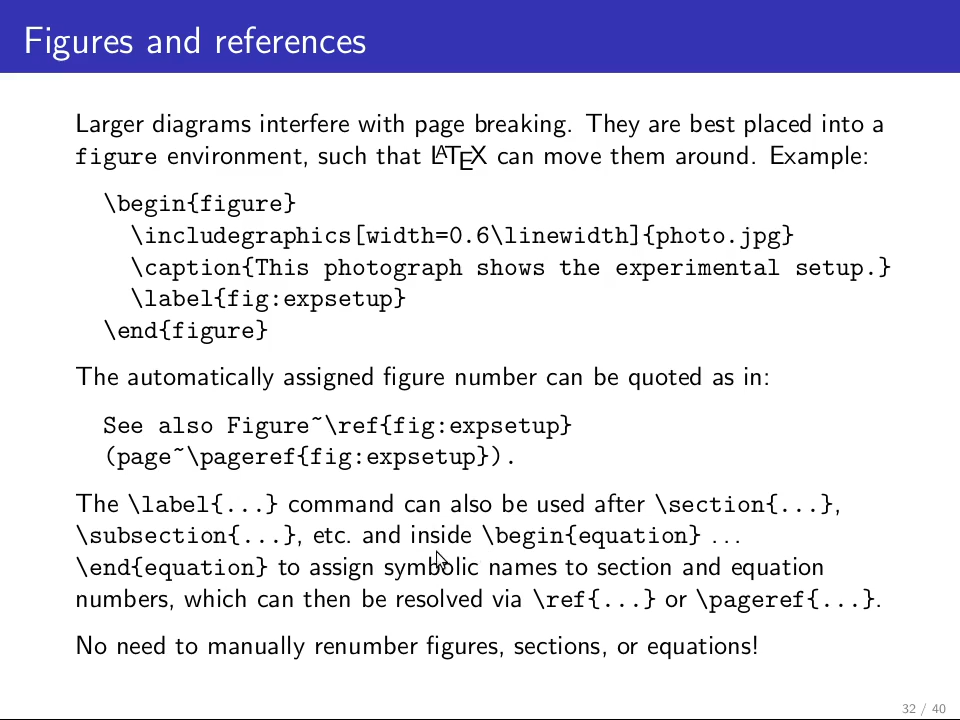 Figures and references
Larger diagrams interfere with page breaking. They are best placed into a
figure environment, such that LATEX can move them around. Example:
\begin{figure}
\includegraphics[width=0.6\linewidth]{photo.jpg}
\caption{This photograph shows the experimental setup.}
\label{fig:expsetup}
\end{figure}
The automatically assigned figure number can be quoted as in:
See also Figure~\ref{fig:expsetup}
(page~\pageref{fig:expsetup}).
The \label{...} command can also be used after \section{...},
\subsection{...}, etc. and inside \begin{equation} ...
\end{equation} to assign symbolic names to section and equation
numbers, which can then be resolved via \ref{...} or \pageref{...}.
No need to manually renumber figures, sections, or equations!
32 / 40